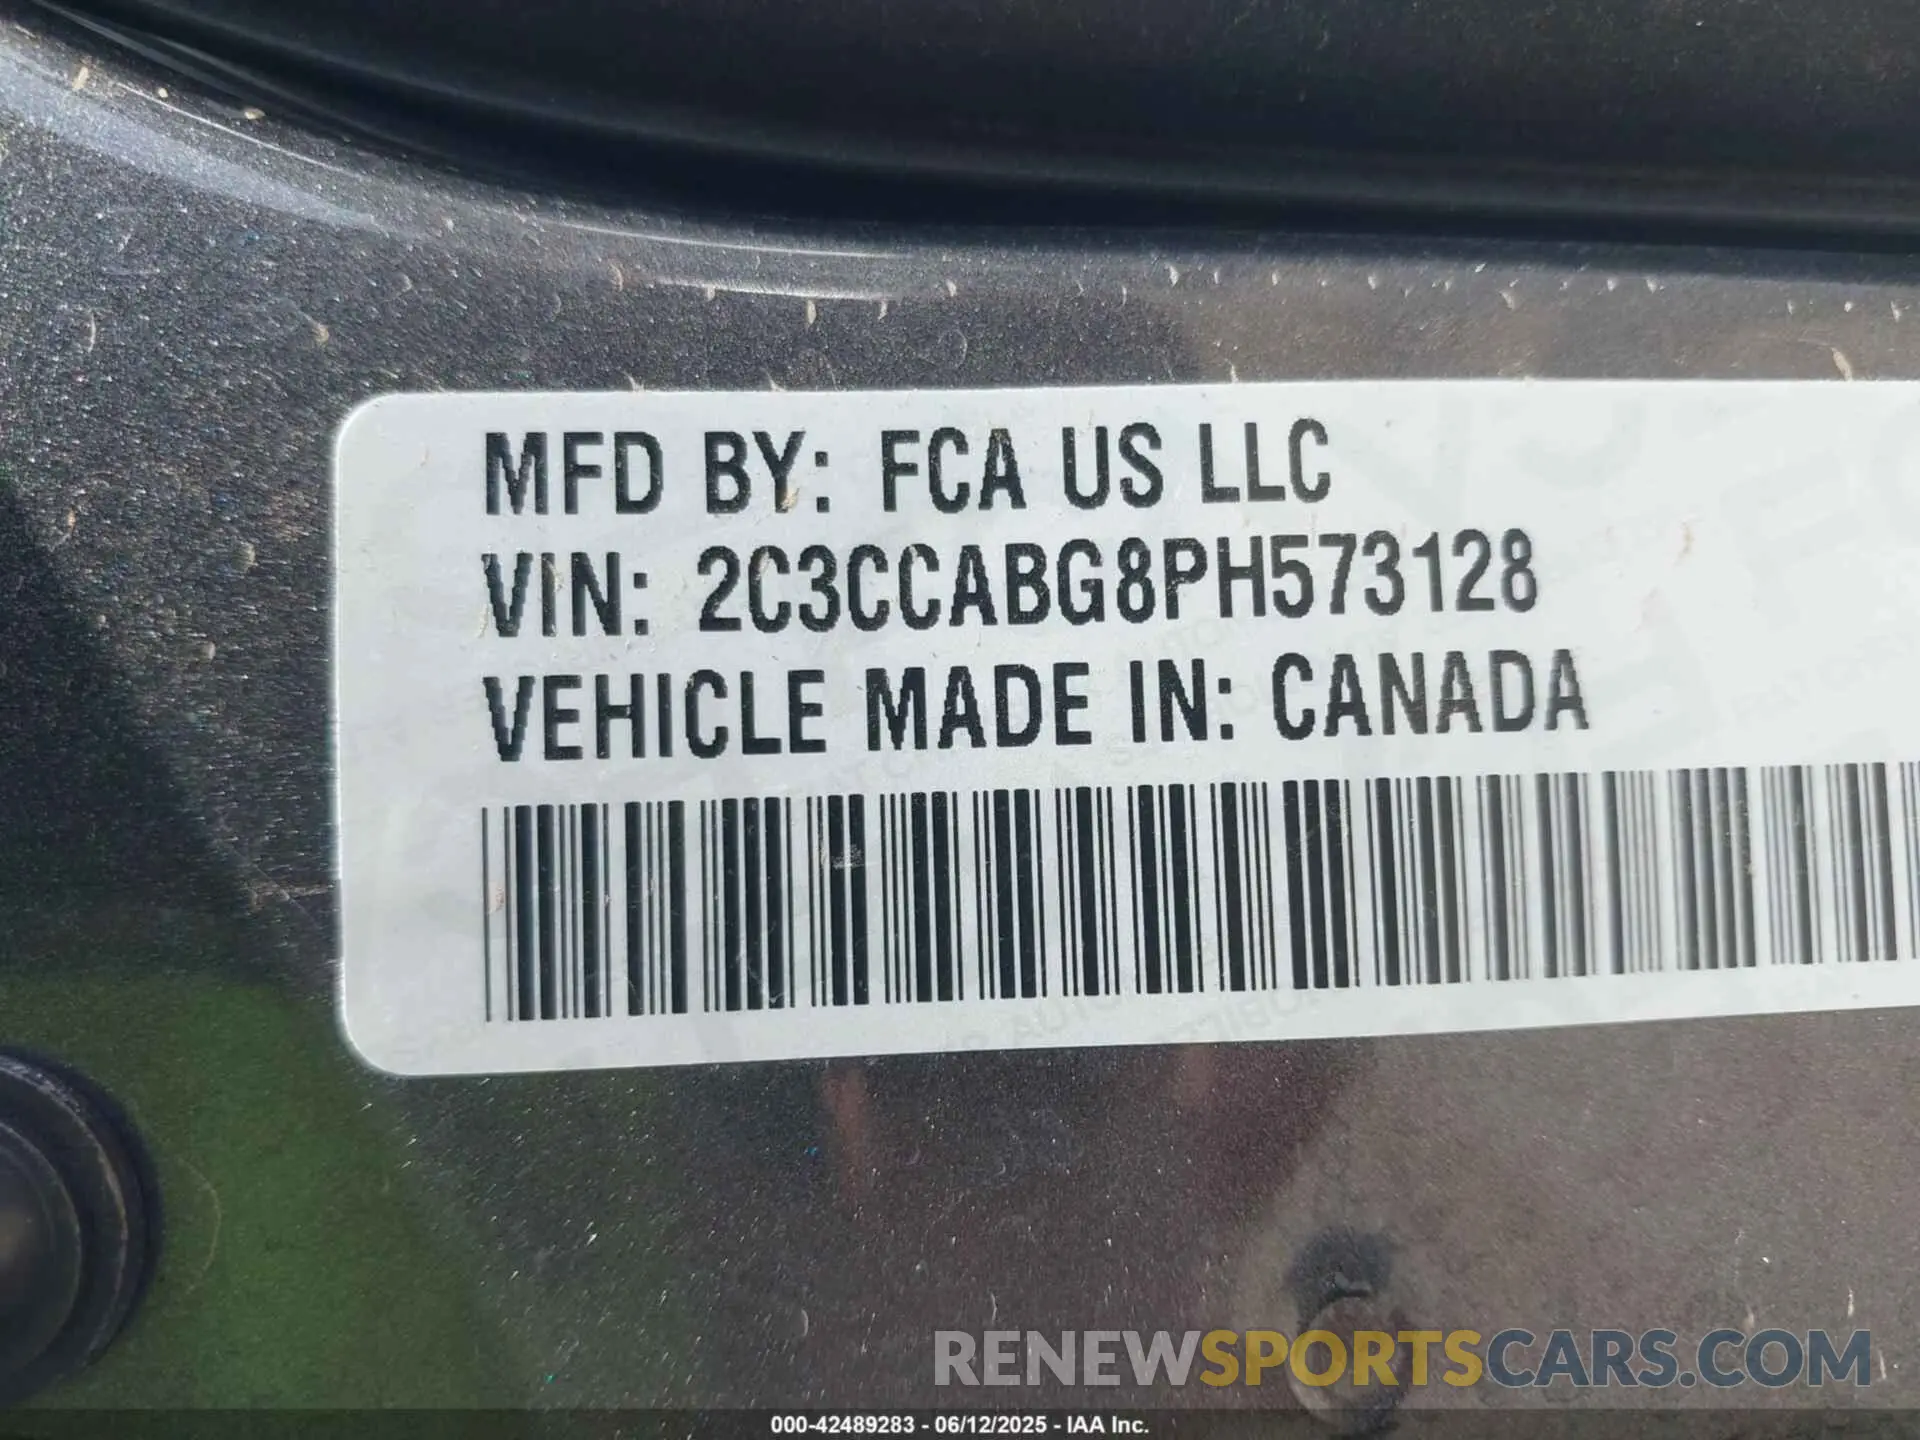 MFD BY: FCA US LLC
VIN: 2C3CCABG8PH573128
VEHICLE MADE IN: CANADA
RENEWSPORTSCARS.COM
000-42489283 - 06/12/2025 - IAA Inc.